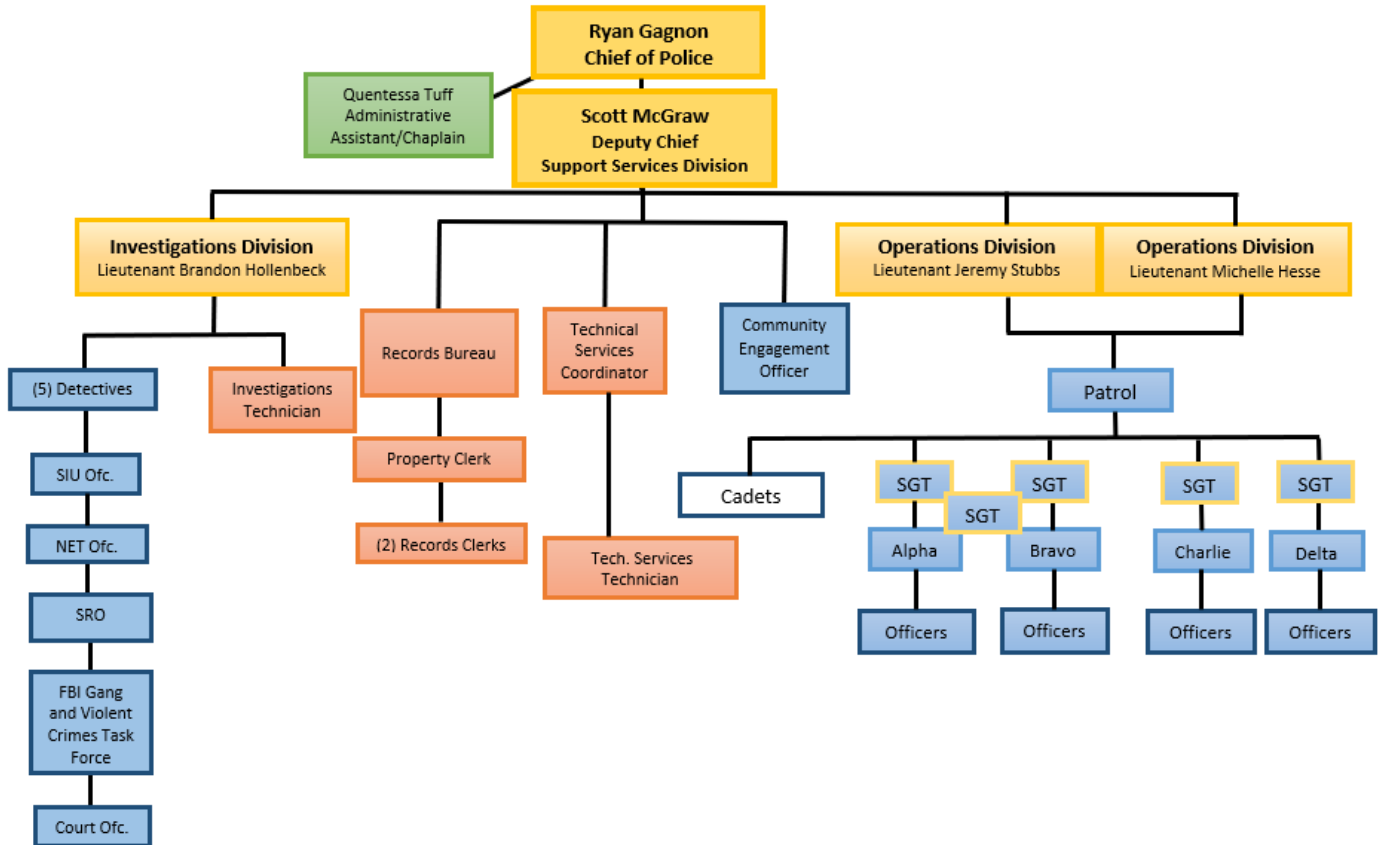 Ryan Gagnon
Chief of Police
Quentessa Tuff
Administrative
Assistant/Chaplain
Scott McGraw
Deputy Chief
Support Services Division
Investigations Division
Lieutenant Brandon Hollenbeck
Operations Division
Lieutenant Jeremy Stubbs
Operations Division
Lieutenant Michelle Hesse
Records Bureau
Technical
Services
Coordinator
Community
Engagement
Officer
(5) Detectives
Investigations
Technician
Patrol
Property Clerk
SIU Ofc.
Cadets
SGT
SGT
SGT
SGT
SGT
NET Ofc.
(2) Records Clerks
Tech. Services
Technician
Alpha
Bravo
Charlie
Delta
SRO
Officers
Officers
Officers
Officers
FBI Gang
and Violent
Crimes Task
Force
Court Ofc.